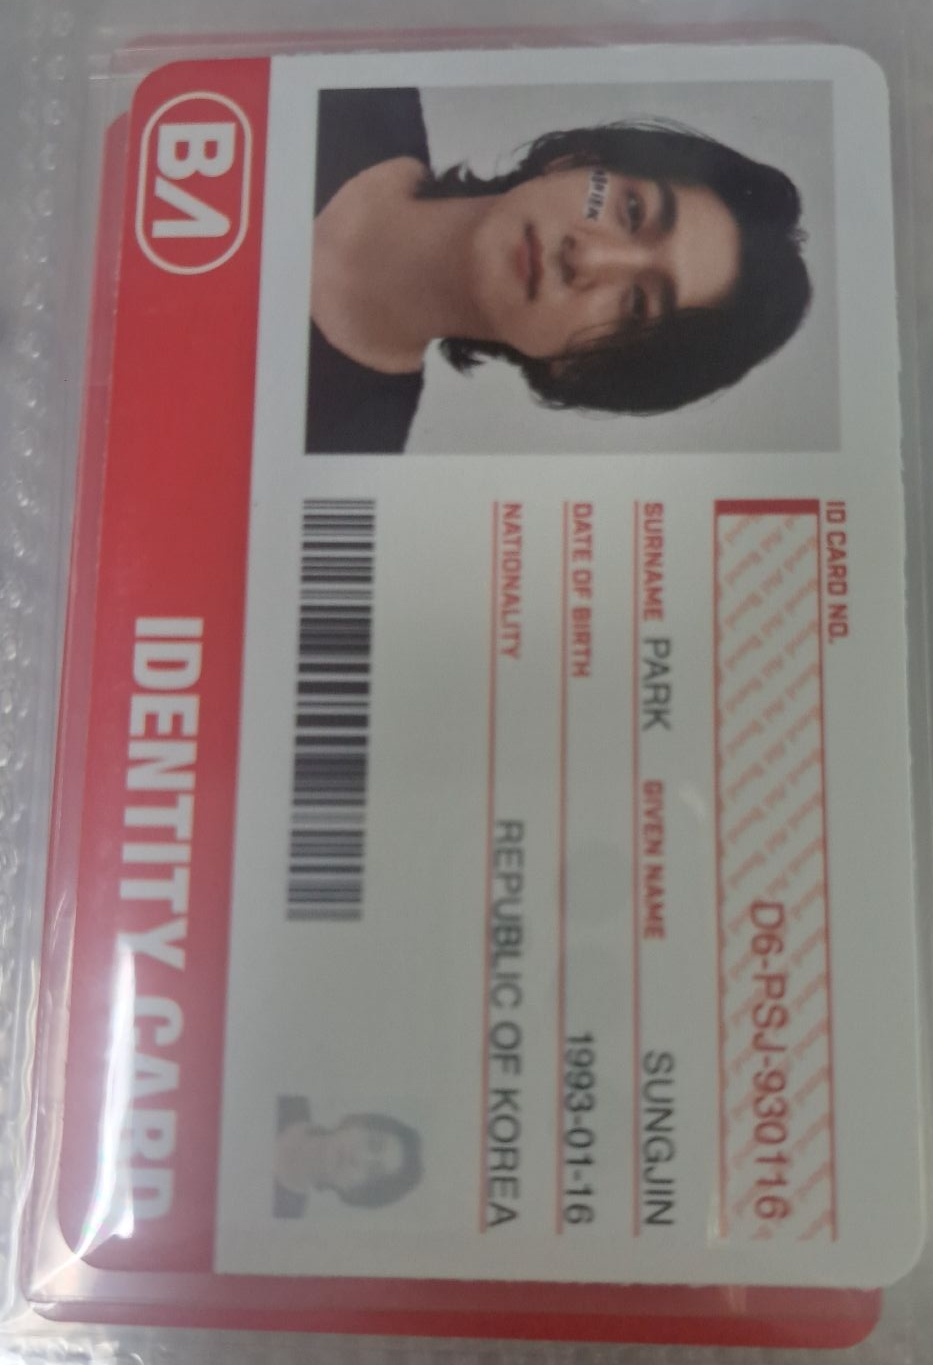 ID CARD NO.
D6-PSJ-930116
SURNAME PARK GIVEN NAME SUNGJIN
DATE OF BIRTH 1993-01-16
NATIONALITY REPUBLIC OF KOREA
IDENTITY CARD